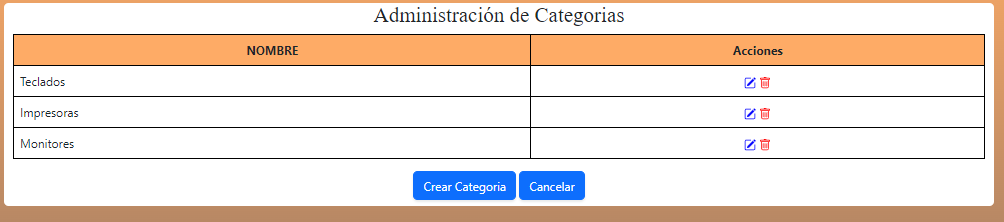 Administración de Categorias
NOMBRE Acciones
Teclados
Impresoras
Monitores
Crear Categoria Cancelar